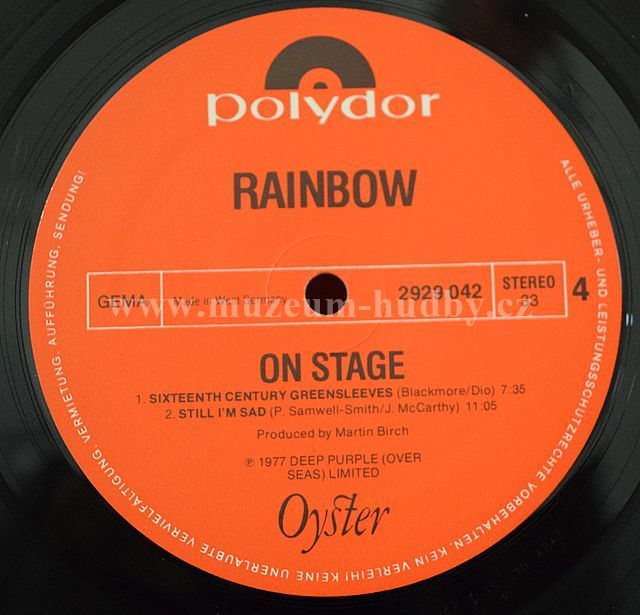 polydor
RAINBOW
GEMA
Made in West Germany
2929 042
STEREO
33
4
www.muzeum-hudby.cz
ON STAGE
1. SIXTEENTH CENTURY GREENSLEEVES (Blackmore/Dio) 7:35
2. STILL I'M SAD (P. Samwell-Smith/J. McCarthy) 11:05
Produced by Martin Birch
℗ 1977 DEEP PURPLE (OVER
SEAS) LIMITED
Oyster
ALLE URHEBER- UND LEISTUNGSSCHUTZRECHTE VORBEHALTEN. KEIN VERLEIH! KEINE UNERLAUBTE VERVIELFÄLTIGUNG, VERMIETUNG, AUFFÜHRUNG, SENDUNG!